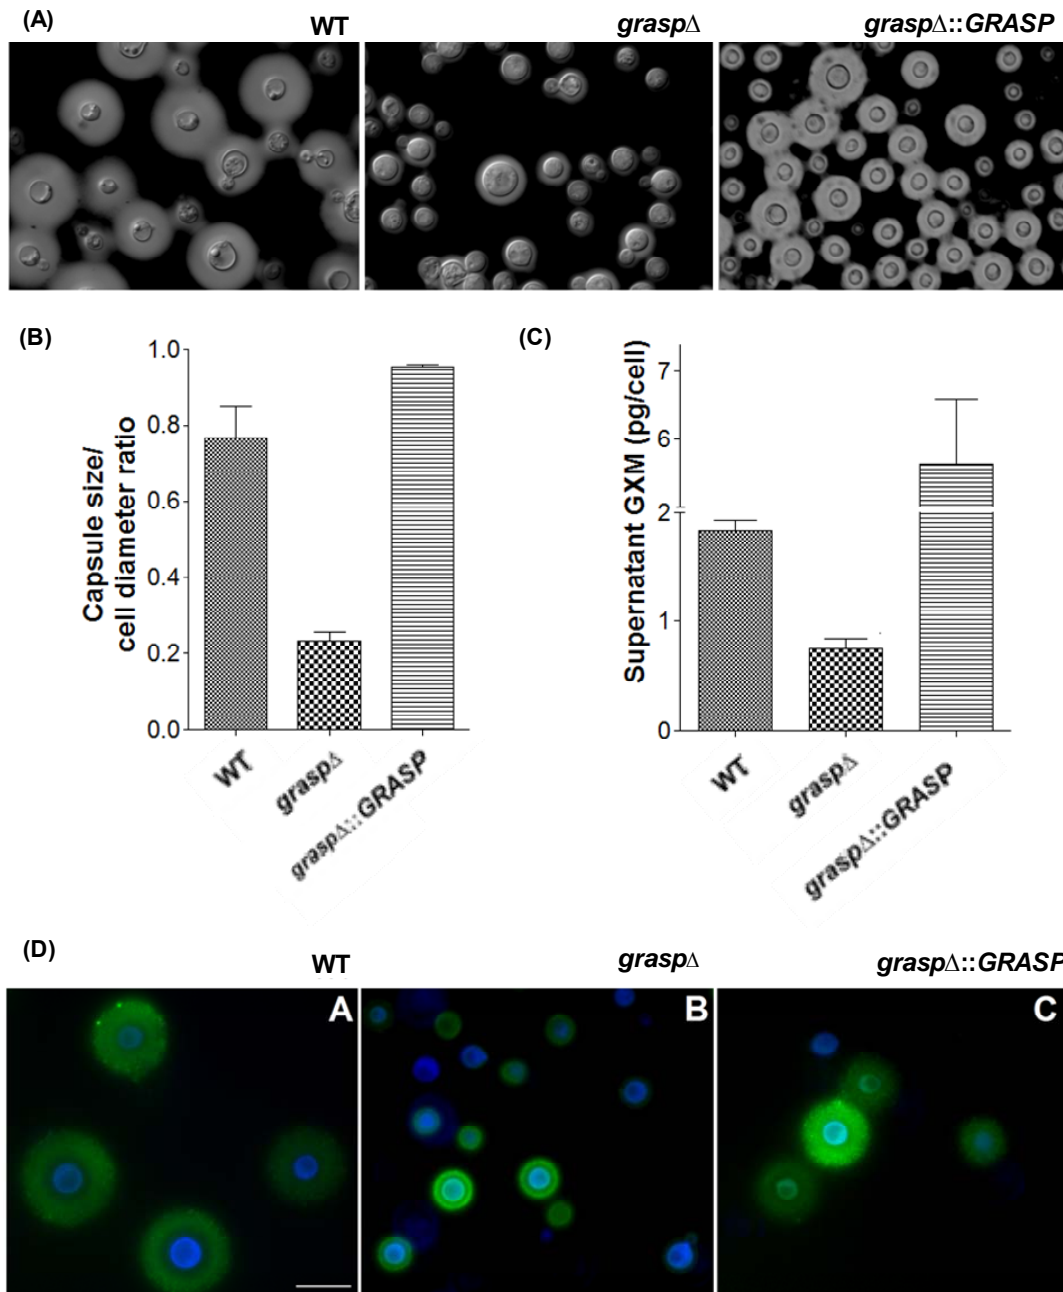 (A) WT graspΔ graspΔ::GRASP
(B) (C)
Capsule size/
cell diameter ratio
1.0
0.8
0.6
0.4
0.2
0.0
WT
graspΔ
graspΔ::GRASP
Supernatant GXM (pg/cell)
7
6
2
2
1
0
WT
graspΔ
graspΔ::GRASP
(D) WT graspΔ graspΔ::GRASP
A B C